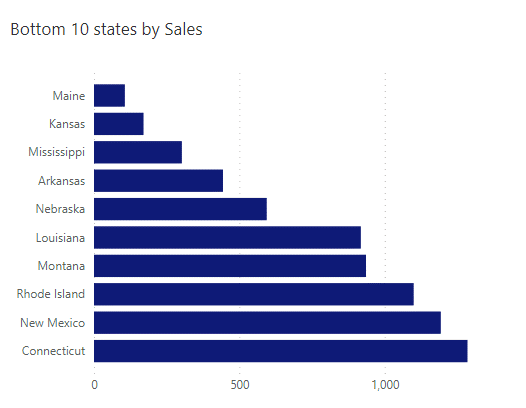 Bottom 10 states by Sales
Maine
Kansas
Mississippi
Arkansas
Nebraska
Louisiana
Montana
Rhode Island
New Mexico
Connecticut
0 500 1,000